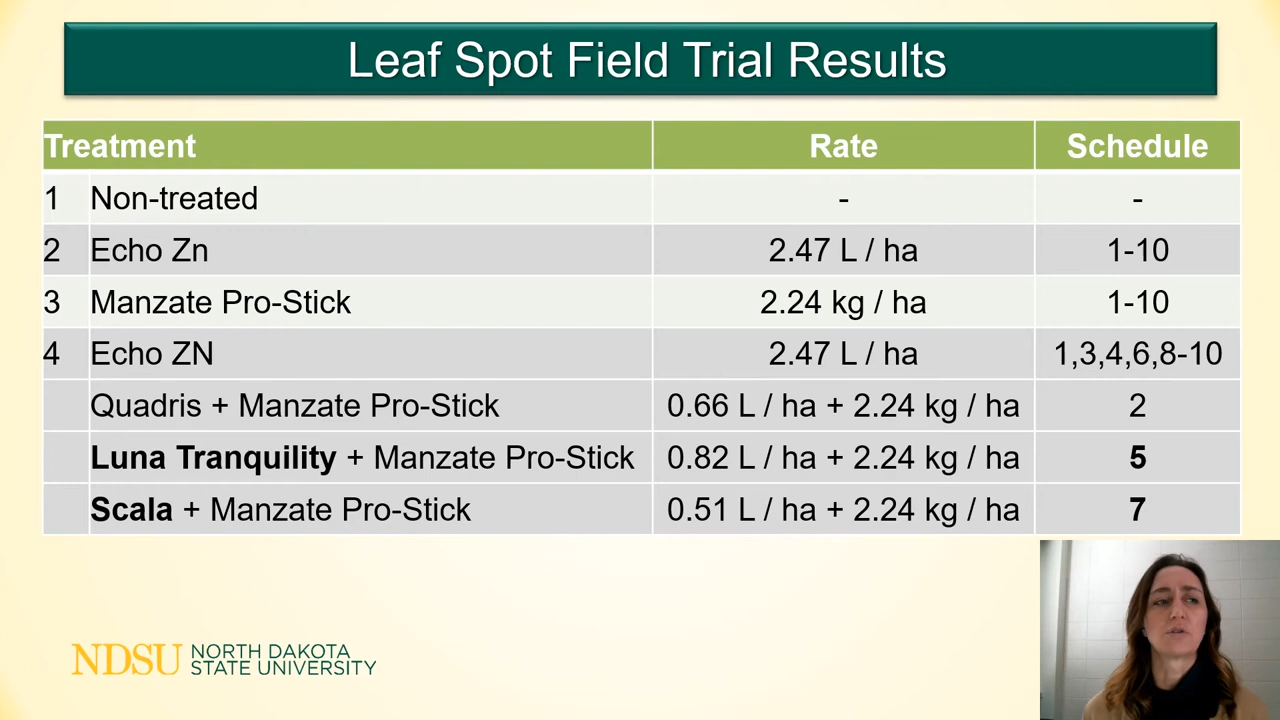 Leaf Spot Field Trial Results
Treatment Rate Schedule
1 Non-treated - -
2 Echo Zn 2.47 L / ha 1-10
3 Manzate Pro-Stick 2.24 kg / ha 1-10
4 Echo ZN 2.47 L / ha 1,3,4,6,8-10
Quadris + Manzate Pro-Stick 0.66 L / ha + 2.24 kg / ha 2
Luna Tranquility + Manzate Pro-Stick 0.82 L / ha + 2.24 kg / ha 5
Scala + Manzate Pro-Stick 0.51 L / ha + 2.24 kg / ha 7
NDSU NORTH DAKOTA
STATE UNIVERSITY